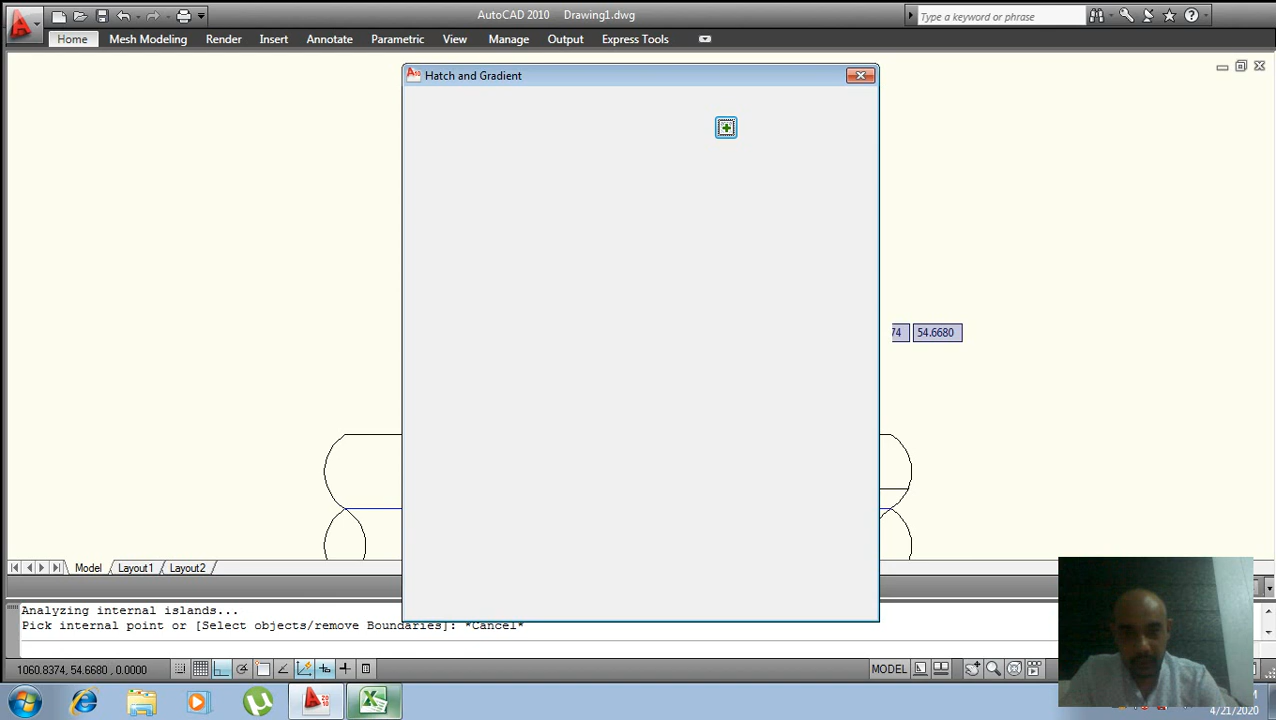 AutoCAD 2010 Drawing1.dwg
Type a keyword or phrase
Home Mesh Modeling Render Insert Annotate Parametric View Manage Output Express Tools
Hatch and Gradient
74 54.6680
Model Layout1 Layout2
Analyzing internal islands...
Pick internal point or [Select objects/remove Boundaries]: *Cancel*
1060.8374, 54.6680 , 0.0000
MODEL
4/21/2020